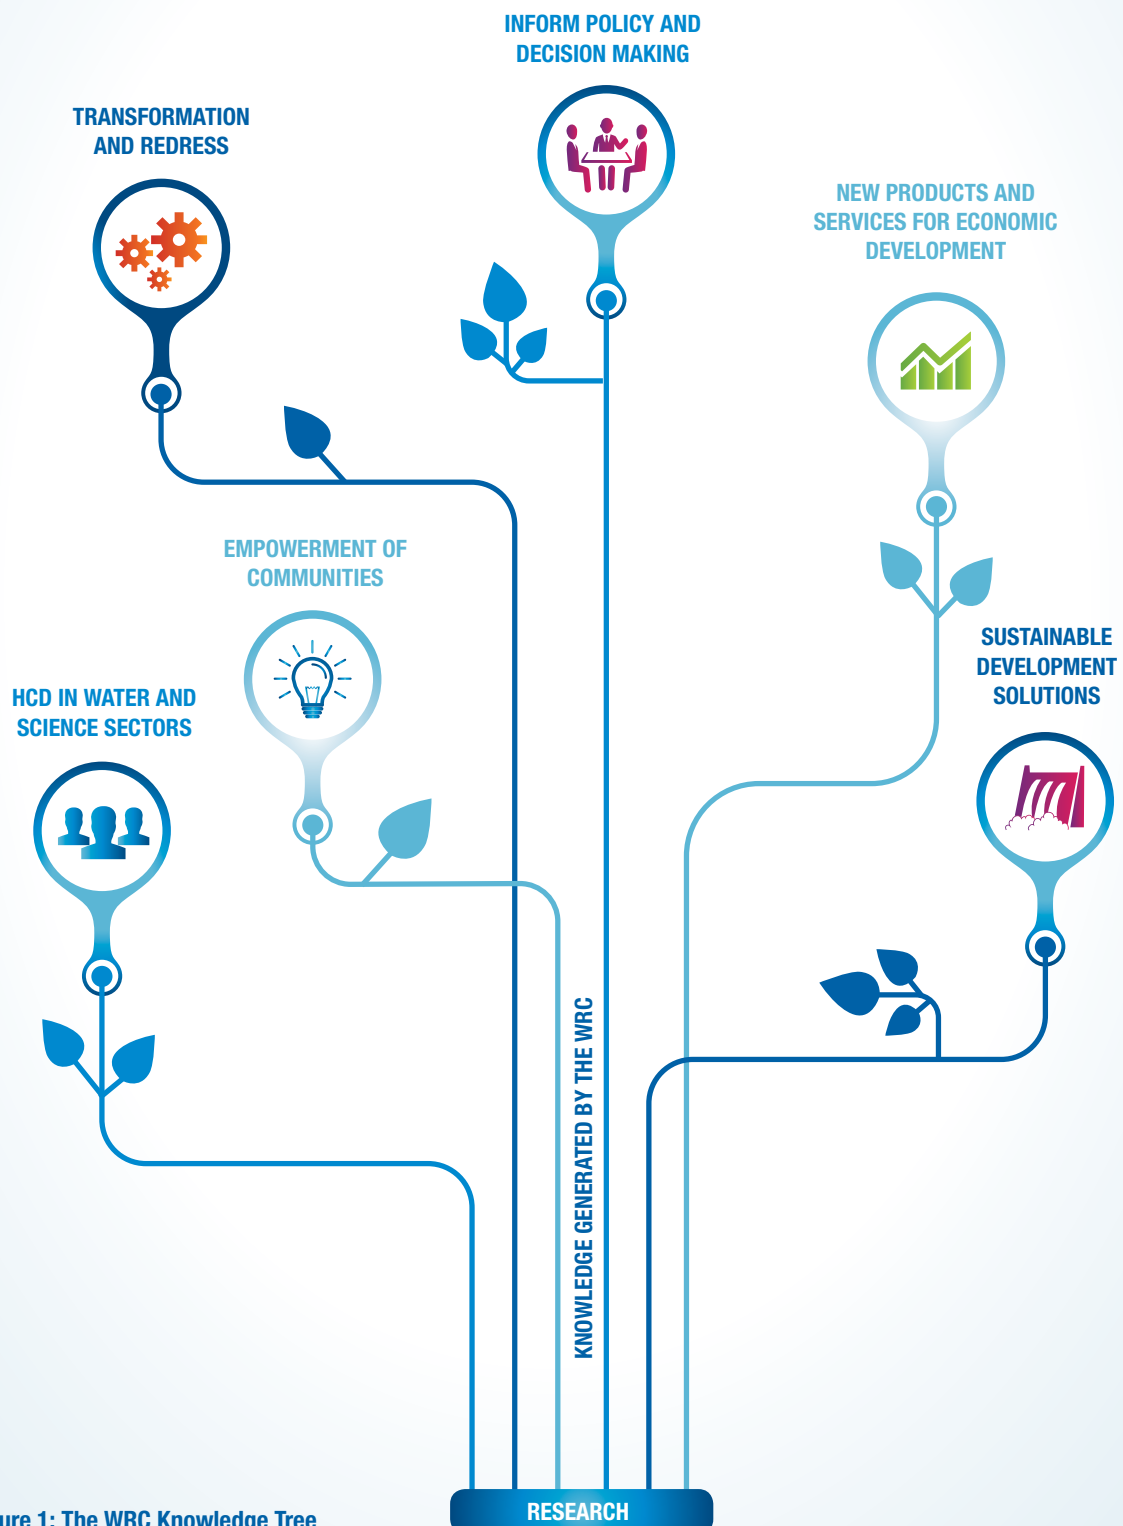 INFORM POLICY AND
DECISION MAKING
TRANSFORMATION
AND REDRESS
NEW PRODUCTS AND
SERVICES FOR ECONOMIC
DEVELOPMENT
EMPOWERMENT OF
COMMUNITIES
SUSTAINABLE
DEVELOPMENT
SOLUTIONS
HCD IN WATER AND
SCIENCE SECTORS
KNOWLEDGE GENERATED BY THE WRC
RESEARCH
ure 1: The WRC Knowledge Tree